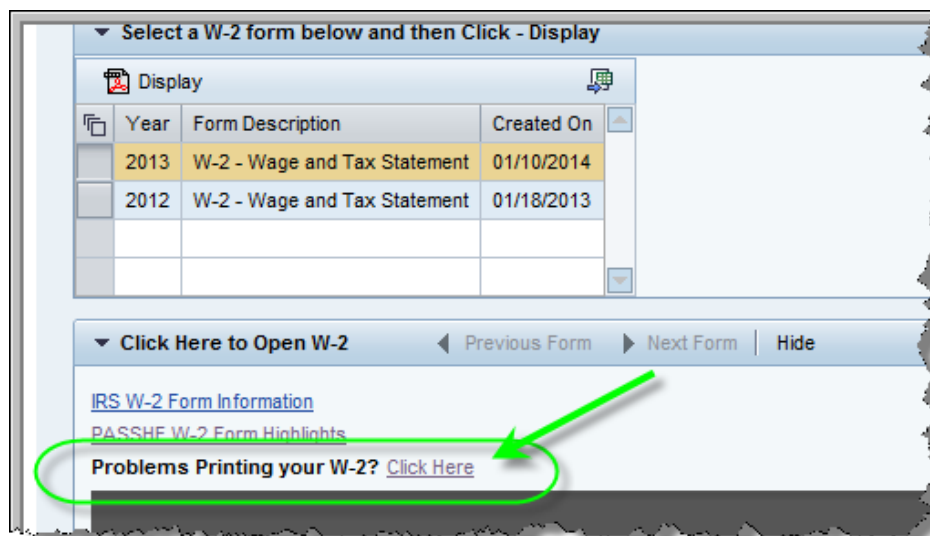 Select a W-2 form below and then Click - Display
Display
Year Form Description Created On
2013 W-2 - Wage and Tax Statement 01/10/2014
2012 W-2 - Wage and Tax Statement 01/18/2013
Click Here to Open W-2 Previous Form Next Form Hide
IRS W-2 Form Information
PASSHE W-2 Form Highlights
Problems Printing your W-2? Click Here